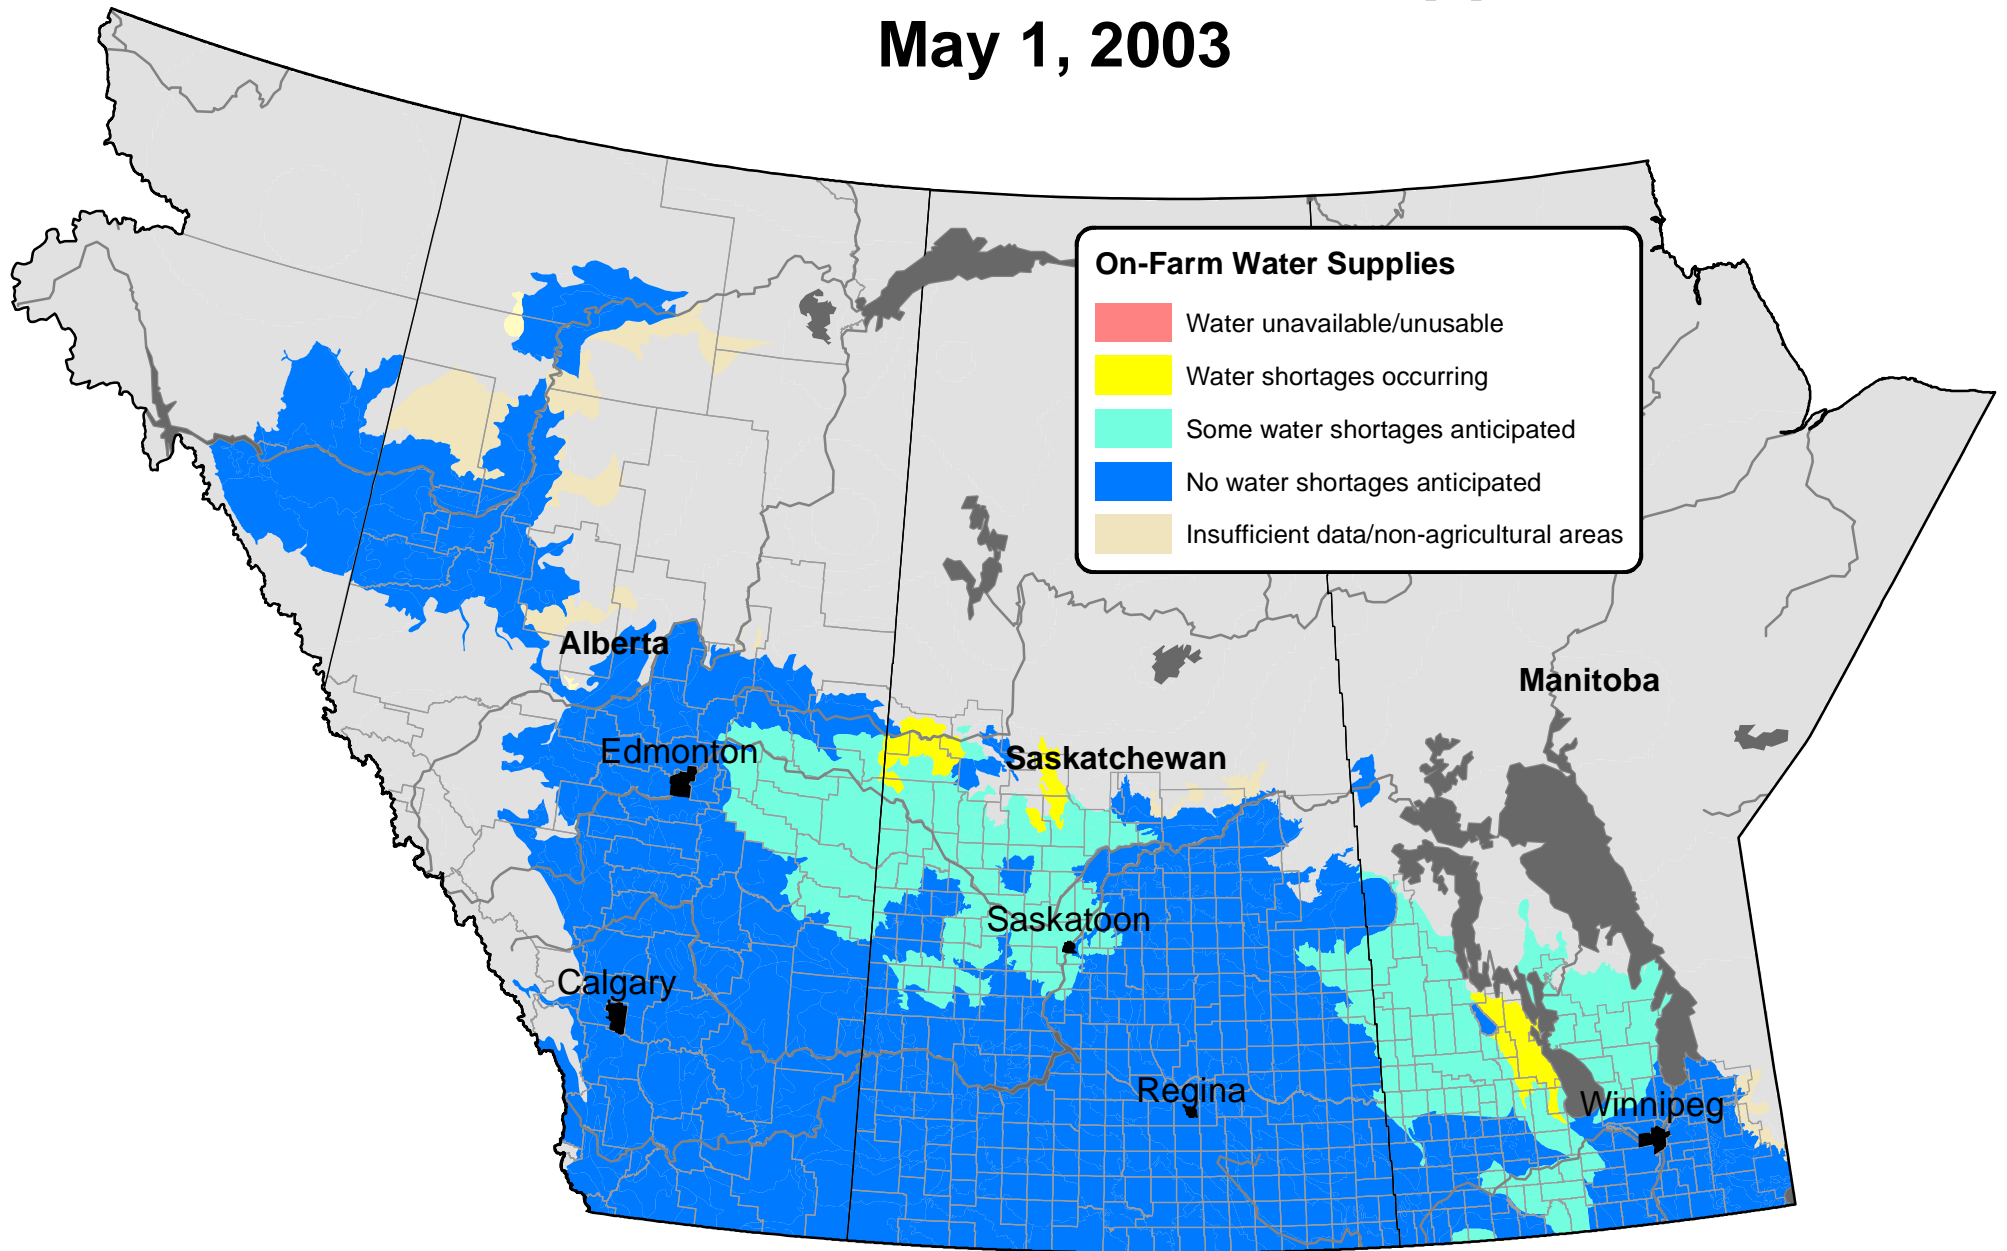 May 1, 2003
On-Farm Water Supplies
Water unavailable/unusable
Water shortages occurring
Some water shortages anticipated
No water shortages anticipated
Insufficient data/non-agricultural areas
Alberta
Manitoba
Edmonton
Saskatchewan
Saskatoon
Calgary
Regina
Winnipeg